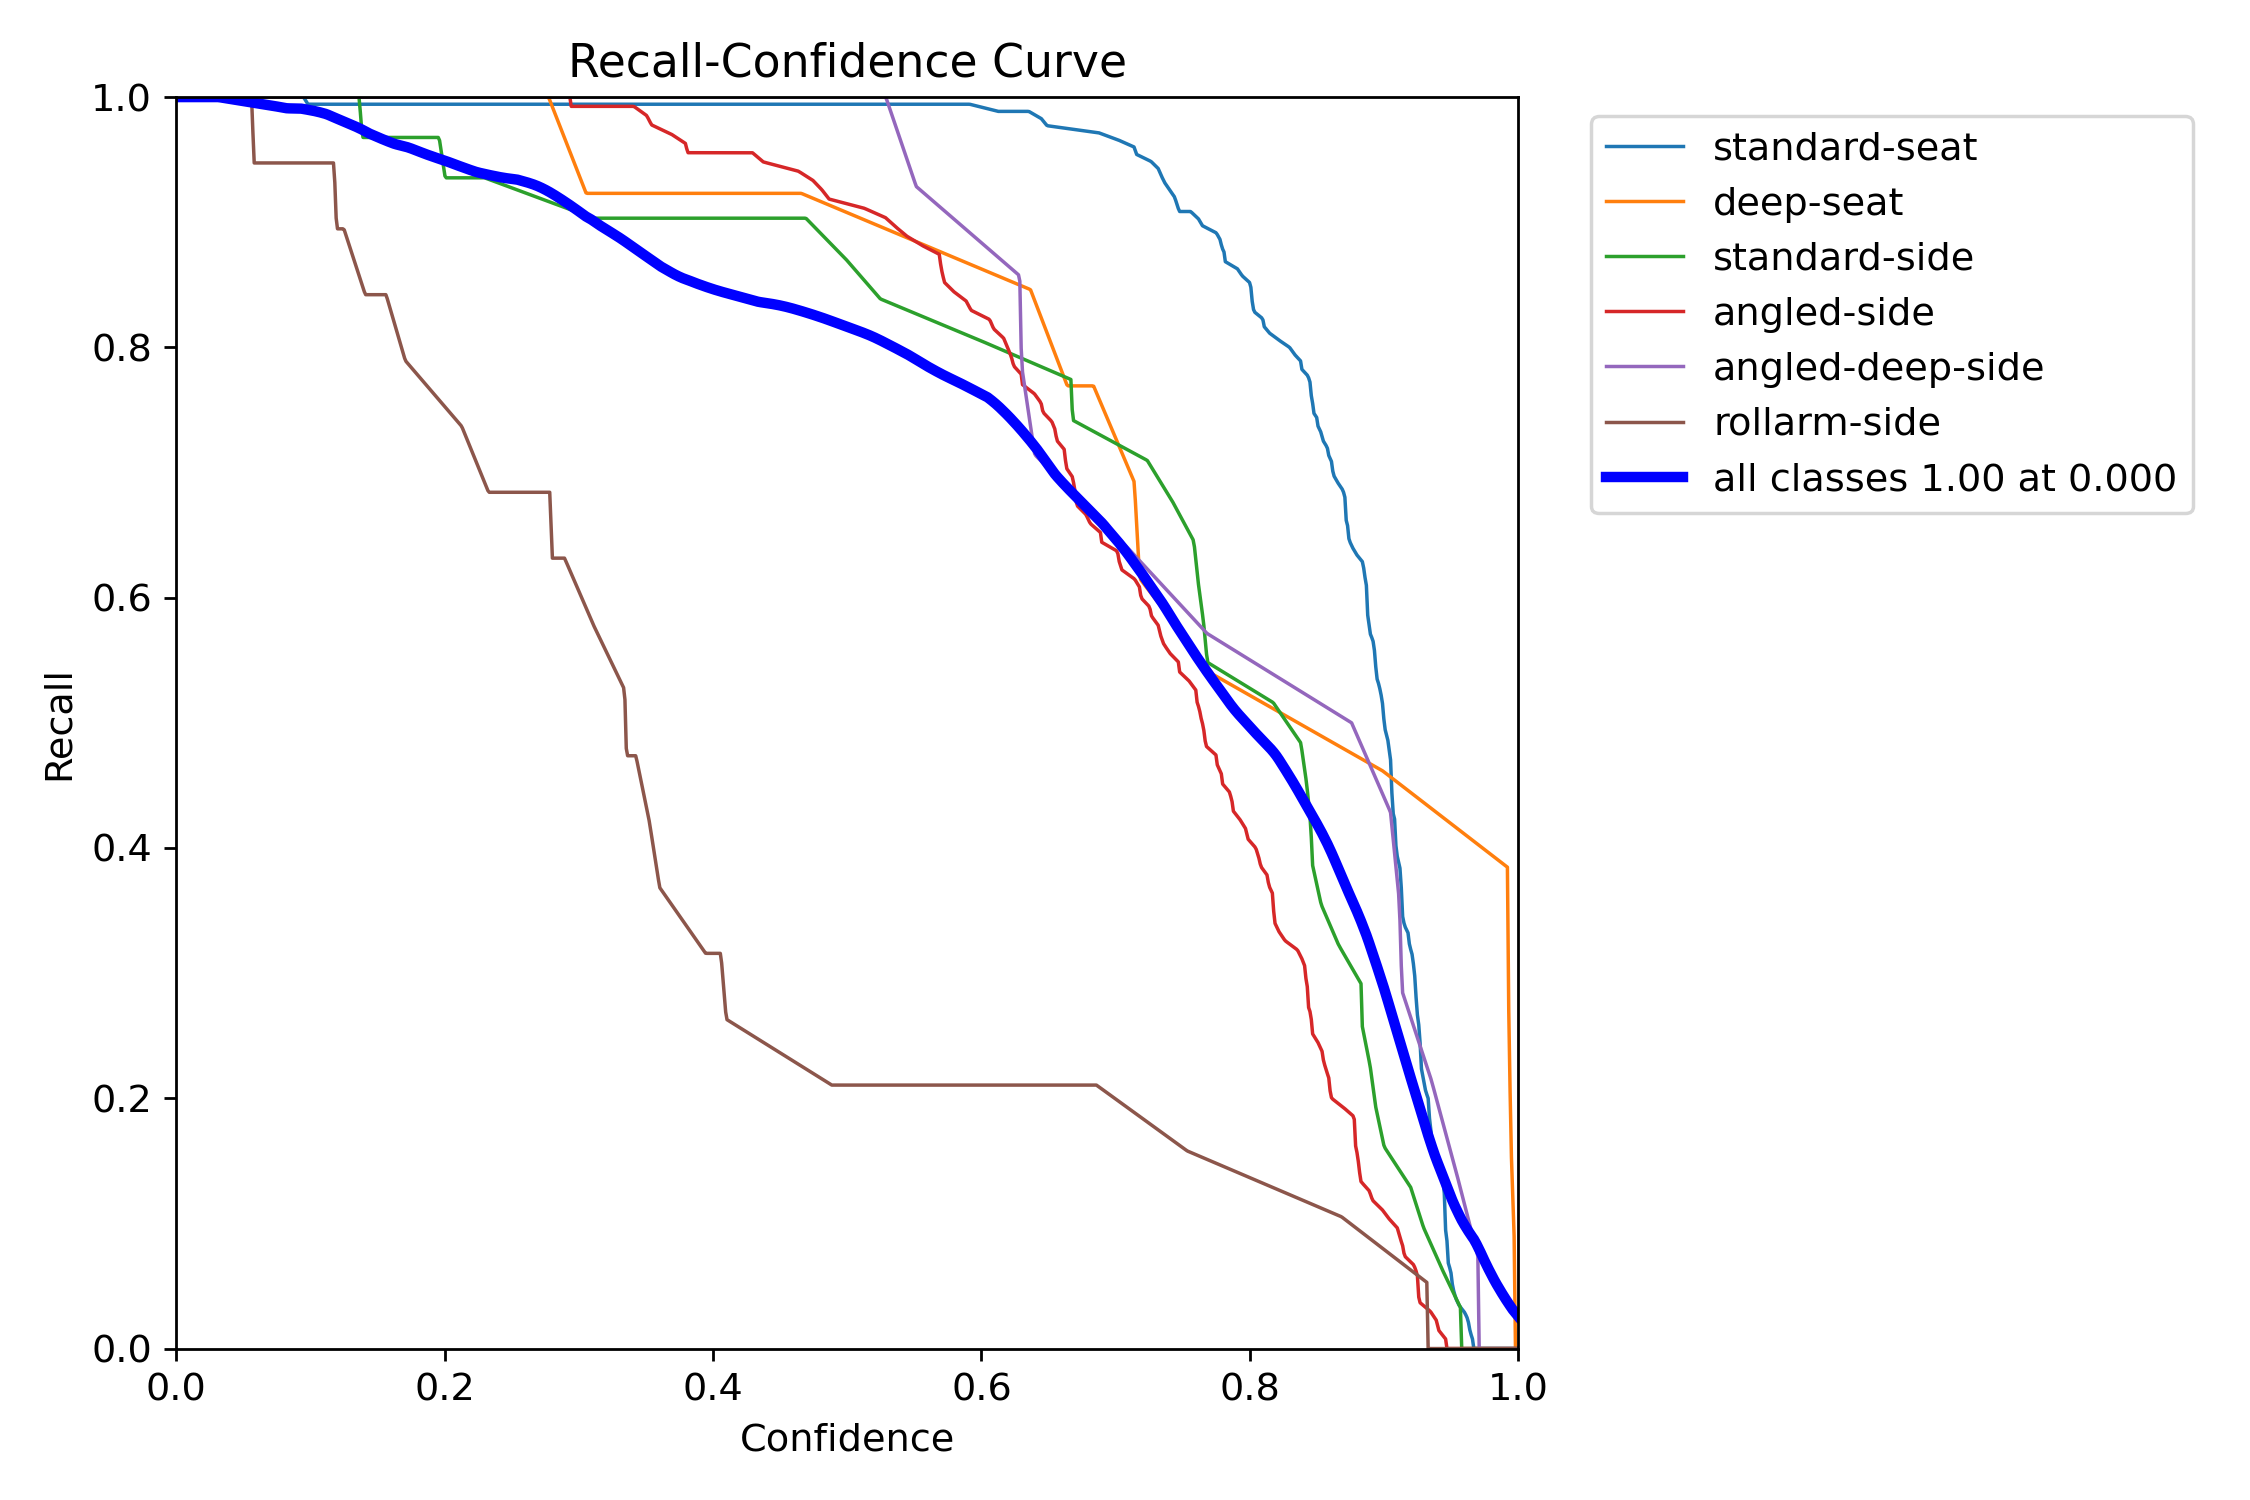 Recall-Confidence Curve
1.0
0.8
0.6
0.4
0.2
0.0
Recall
0.0 0.2 0.4 0.6 0.8 1.0
Confidence
standard-seat
deep-seat
standard-side
angled-side
angled-deep-side
rollarm-side
all classes 1.00 at 0.000